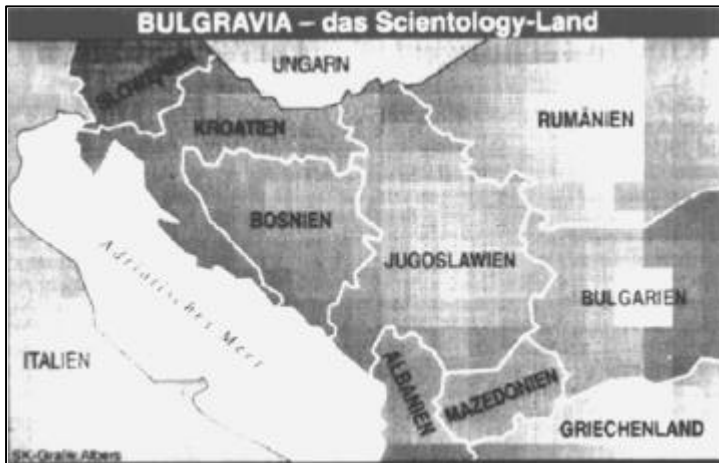 BULGRAVIA – das Scientology-Land
UNGARN
SLOWENIEN
KROATIEN
RUMÄNIEN
BOSNIEN
JUGOSLAWIEN
BULGARIEN
Adriatisches Meer
ITALIEN
ALBANIEN
MAZEDONIEN
GRIECHENLAND
SK-Grafik:Albers